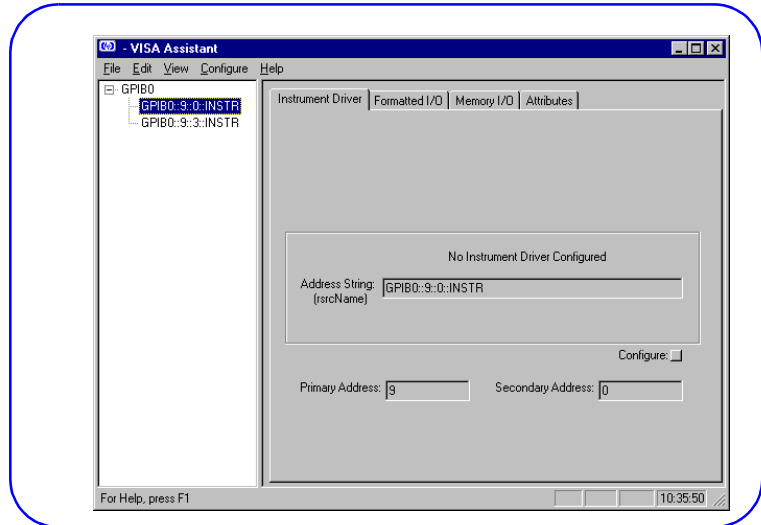 - VISA Assistant
File Edit View Configure Help
GPIB0
GPIB0::9::0::INSTR
GPIB0::9::3::INSTR
Instrument Driver Formatted I/O Memory I/O Attributes
No Instrument Driver Configured
Address String: GPIB0::9::0::INSTR
(rsrcName)
Configure:
Primary Address: 9 Secondary Address: 0
For Help, press F1 10:35:50